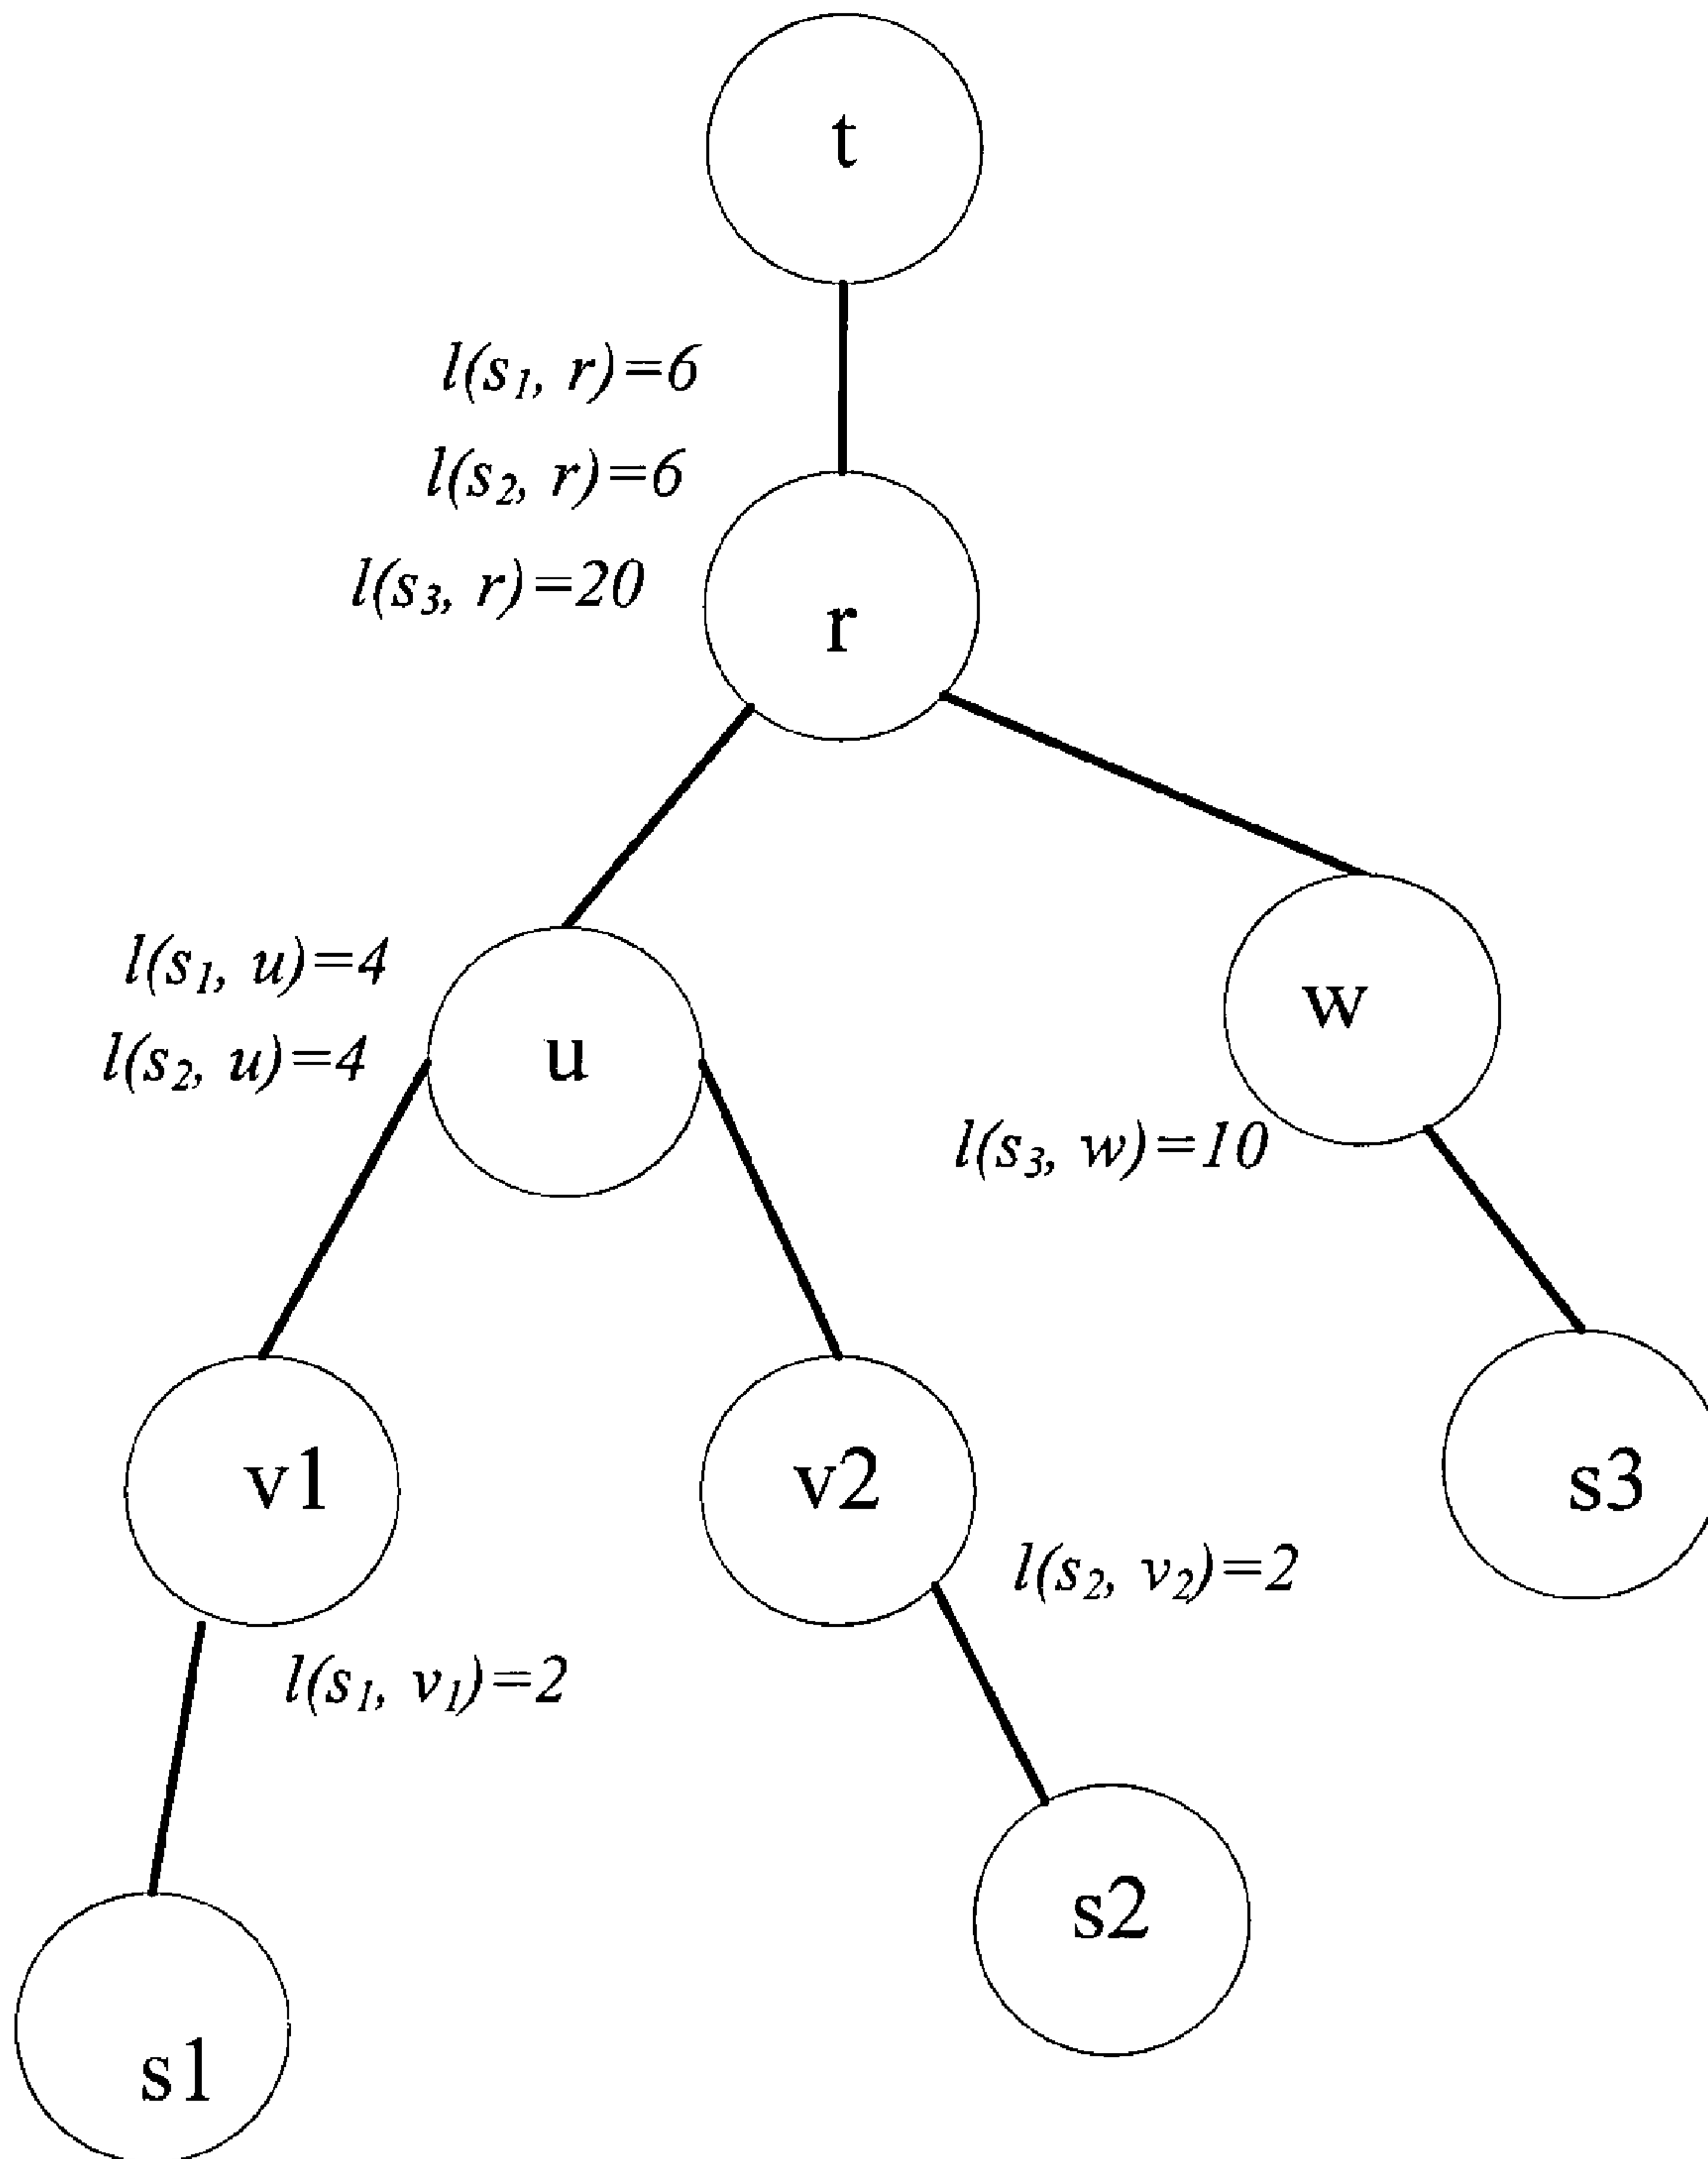 t
l(s₁, r)=6
l(s₂, r)=6
l(s₃, r)=20
r
l(s₁, u)=4
l(s₂, u)=4
u
w
l(s₃, w)=10
v1
v2
s3
l(s₂, v₂)=2
l(s₁, v₁)=2
s2
s1